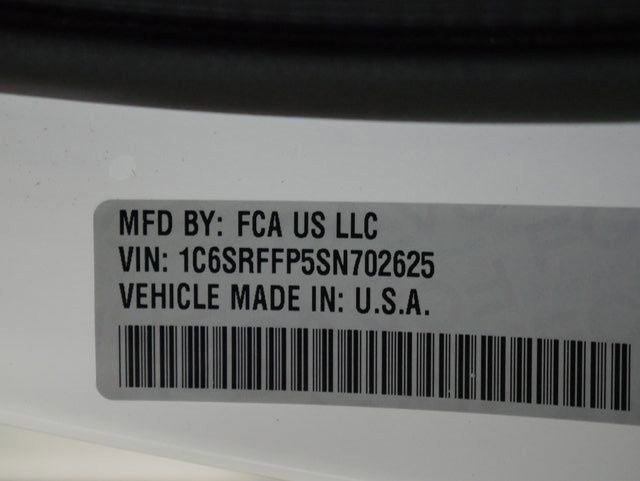 MFD BY: FCA US LLC
VIN: 1C6SRFFP5SN702625
VEHICLE MADE IN: U.S.A.